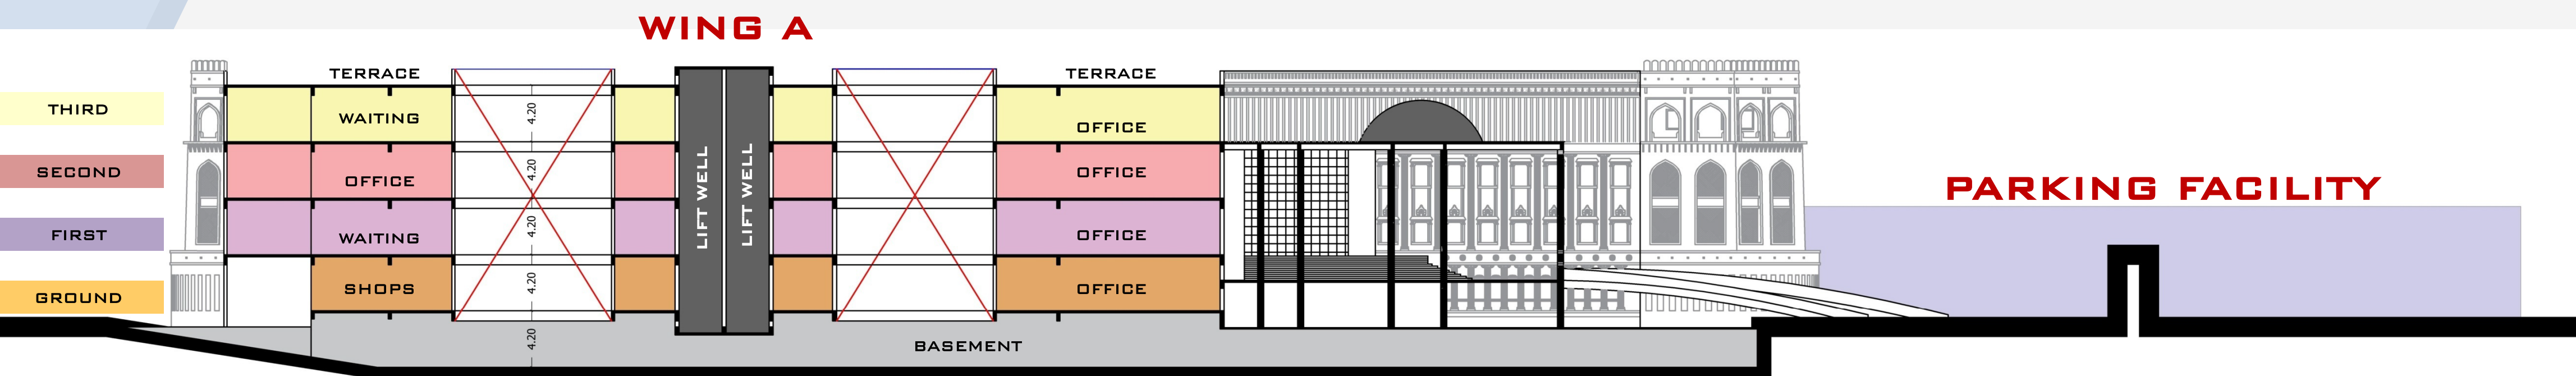 WING A
TERRACE
TERRACE
THIRD
WAITING
4.20
OFFICE
SECOND
OFFICE
4.20
LIFT WELL
LIFT WELL
OFFICE
PARKING FACILITY
FIRST
WAITING
4.20
OFFICE
GROUND
SHOPS
4.20
OFFICE
4.20
BASEMENT